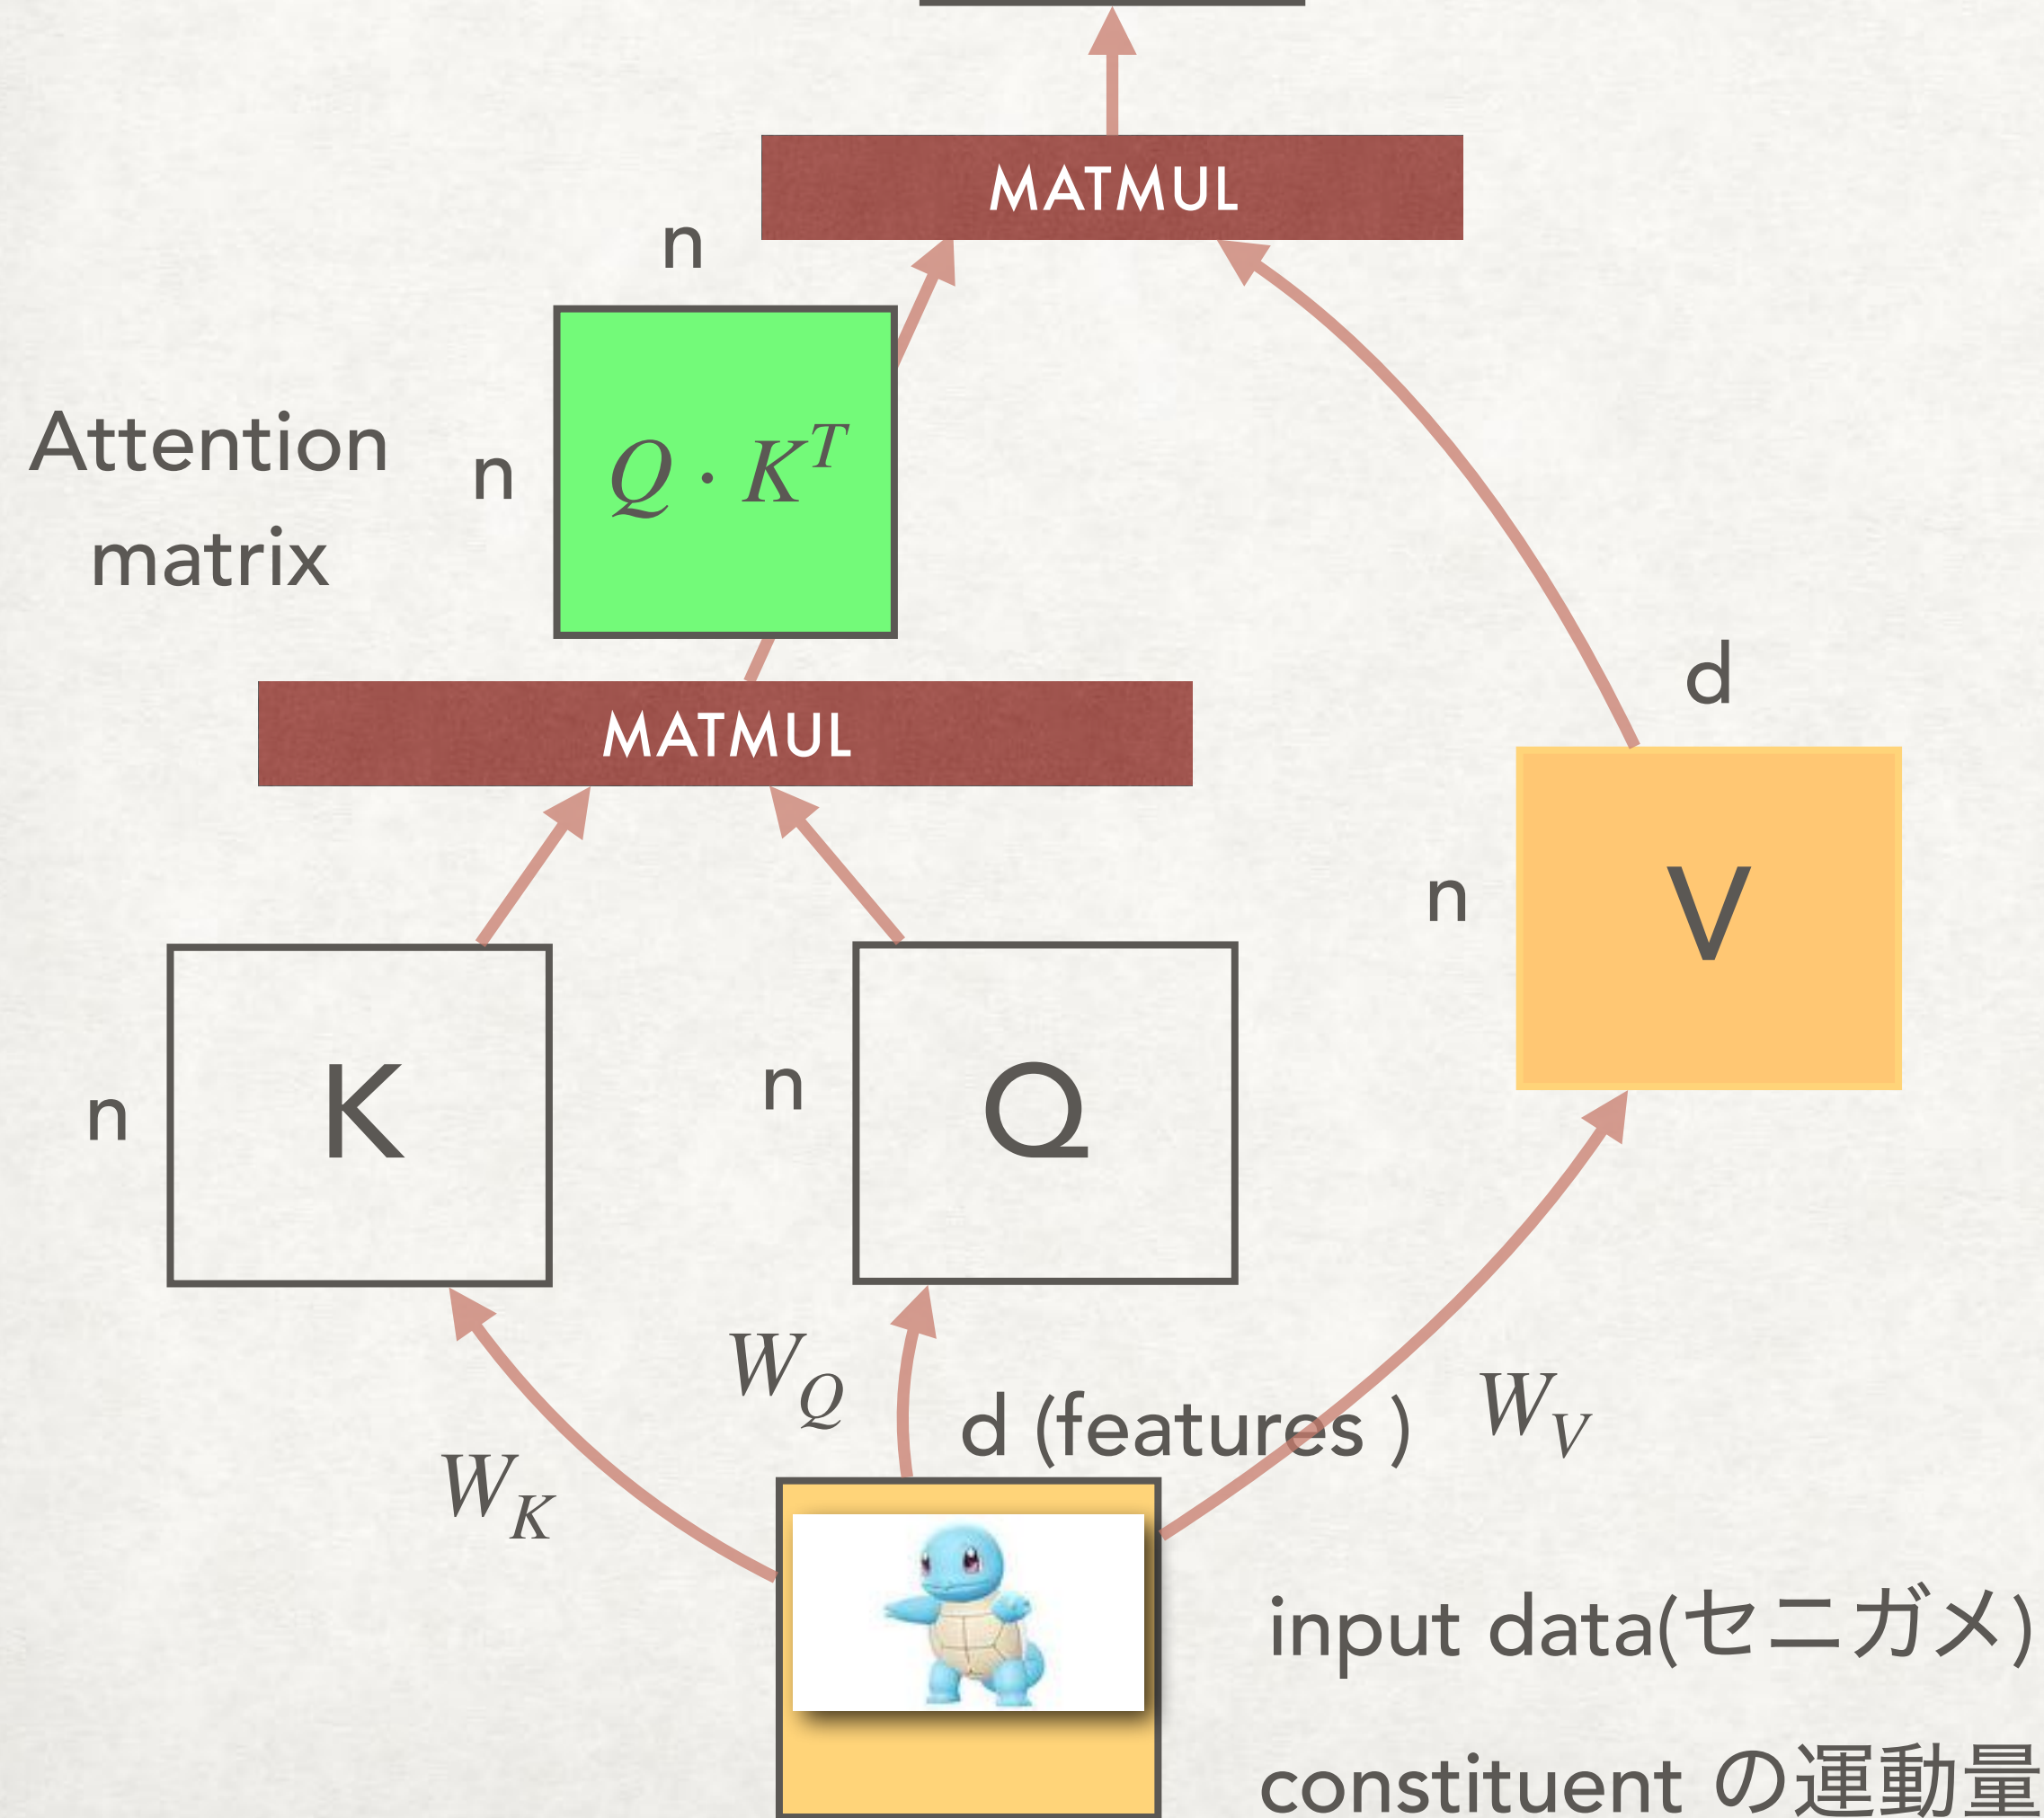 MATMUL
n
Attention
matrix
n
Q · K^T
MATMUL
d
n
V
n
K
n
Q
W_Q
d (features )
W_V
W_K
input data(セニガメ)
constituent の運動量